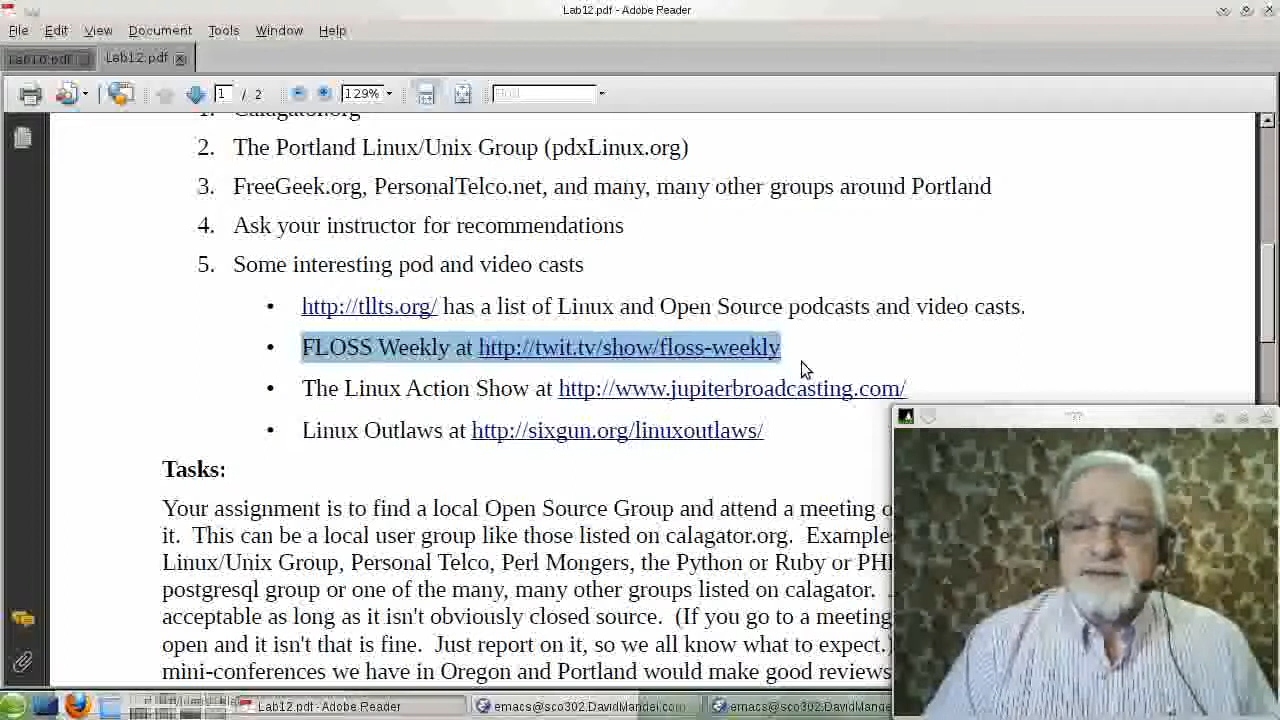 Lab12.pdf - Adobe Reader
File Edit View Document Tools Window Help
Lab10.pdf Lab12.pdf
1 / 2 129% Find
1. Calagator.org
2. The Portland Linux/Unix Group (pdxLinux.org)
3. FreeGeek.org, PersonalTelco.net, and many, many other groups around Portland
4. Ask your instructor for recommendations
5. Some interesting pod and video casts
• http://tllts.org/ has a list of Linux and Open Source podcasts and video casts.
• FLOSS Weekly at http://twit.tv/show/floss-weekly
• The Linux Action Show at http://www.jupiterbroadcasting.com/
• Linux Outlaws at http://sixgun.org/linuxoutlaws/
Tasks:
Your assignment is to find a local Open Source Group and attend a meeting o
it. This can be a local user group like those listed on calagator.org. Example
Linux/Unix Group, Personal Telco, Perl Mongers, the Python or Ruby or PH
postgresql group or one of the many, many other groups listed on calagator.
acceptable as long as it isn't obviously closed source. (If you go to a meeting
open and it isn't that is fine. Just report on it, so we all know what to expect.)
mini-conferences we have in Oregon and Portland would make good reviews
Lab12.pdf - Adobe Reader emacs@sco302.DavidMandel.com emacs@sco302.DavidMande